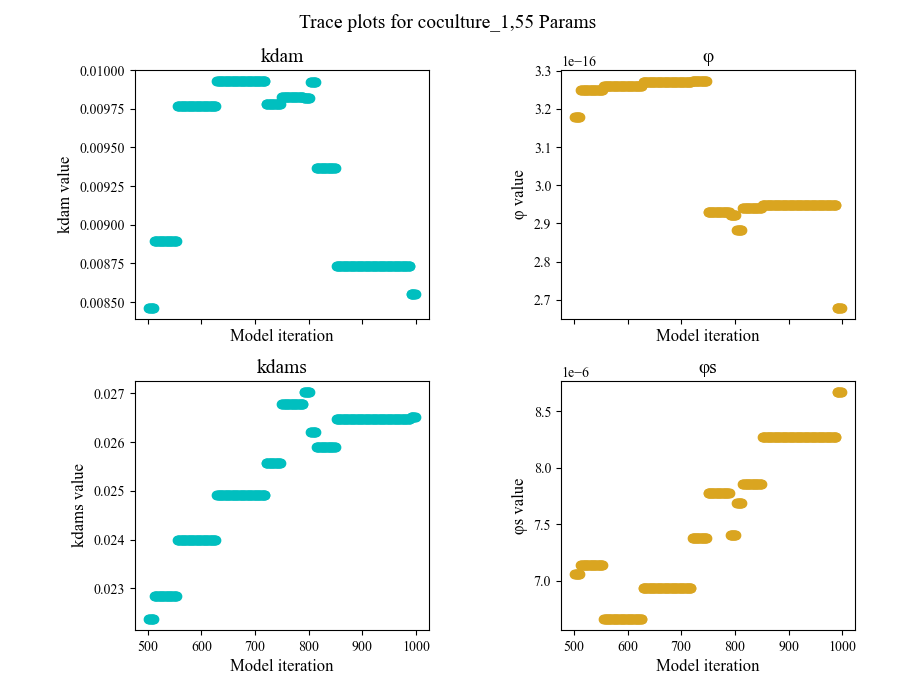 Trace plots for coculture_1,55 Params
kdam
φ
1e−16
0.01000
0.00975
0.00950
0.00925
0.00900
0.00875
0.00850
kdam value
Model iteration
3.3
3.2
3.1
3.0
2.9
2.8
2.7
φ value
Model iteration
kdams
φs
1e−6
0.027
0.026
0.025
0.024
0.023
kdams value
500 600 700 800 900 1000
Model iteration
8.5
8.0
7.5
7.0
φs value
500 600 700 800 900 1000
Model iteration